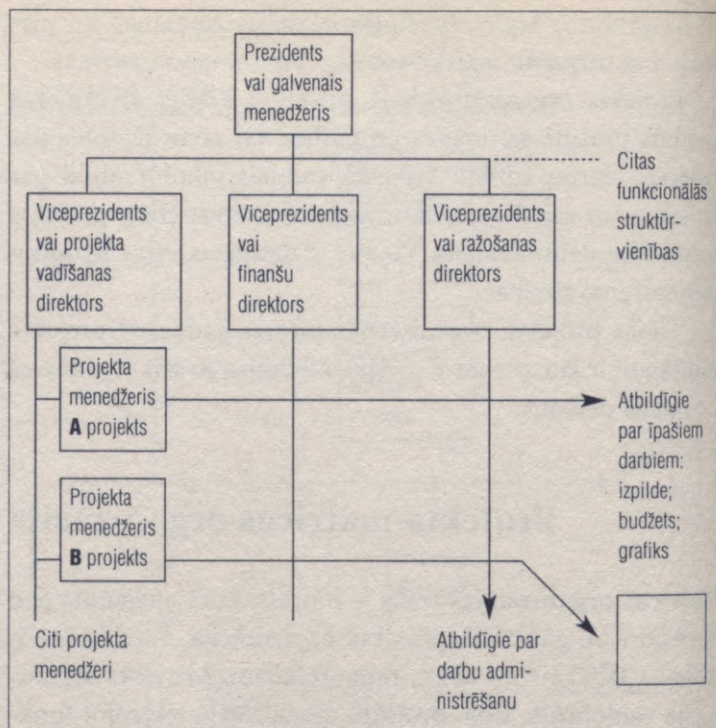 Prezidents
vai galvenais
menedžeris
Citas
funkcionālās
struktūr-
vienības
Viceprezidents
vai projekta
vadīšanas
direktors
Viceprezidents
vai
finanšu
direktors
Viceprezidents
vai ražošanas
direktors
Projekta
menedžeris
A projekts
Atbildīgie
par īpašiem
darbiem:
izpilde;
budžets;
grafiks
Projekta
menedžeris
B projekts
Citi projekta
menedžeri
Atbildīgie par
darbu admi-
nistrēšanu